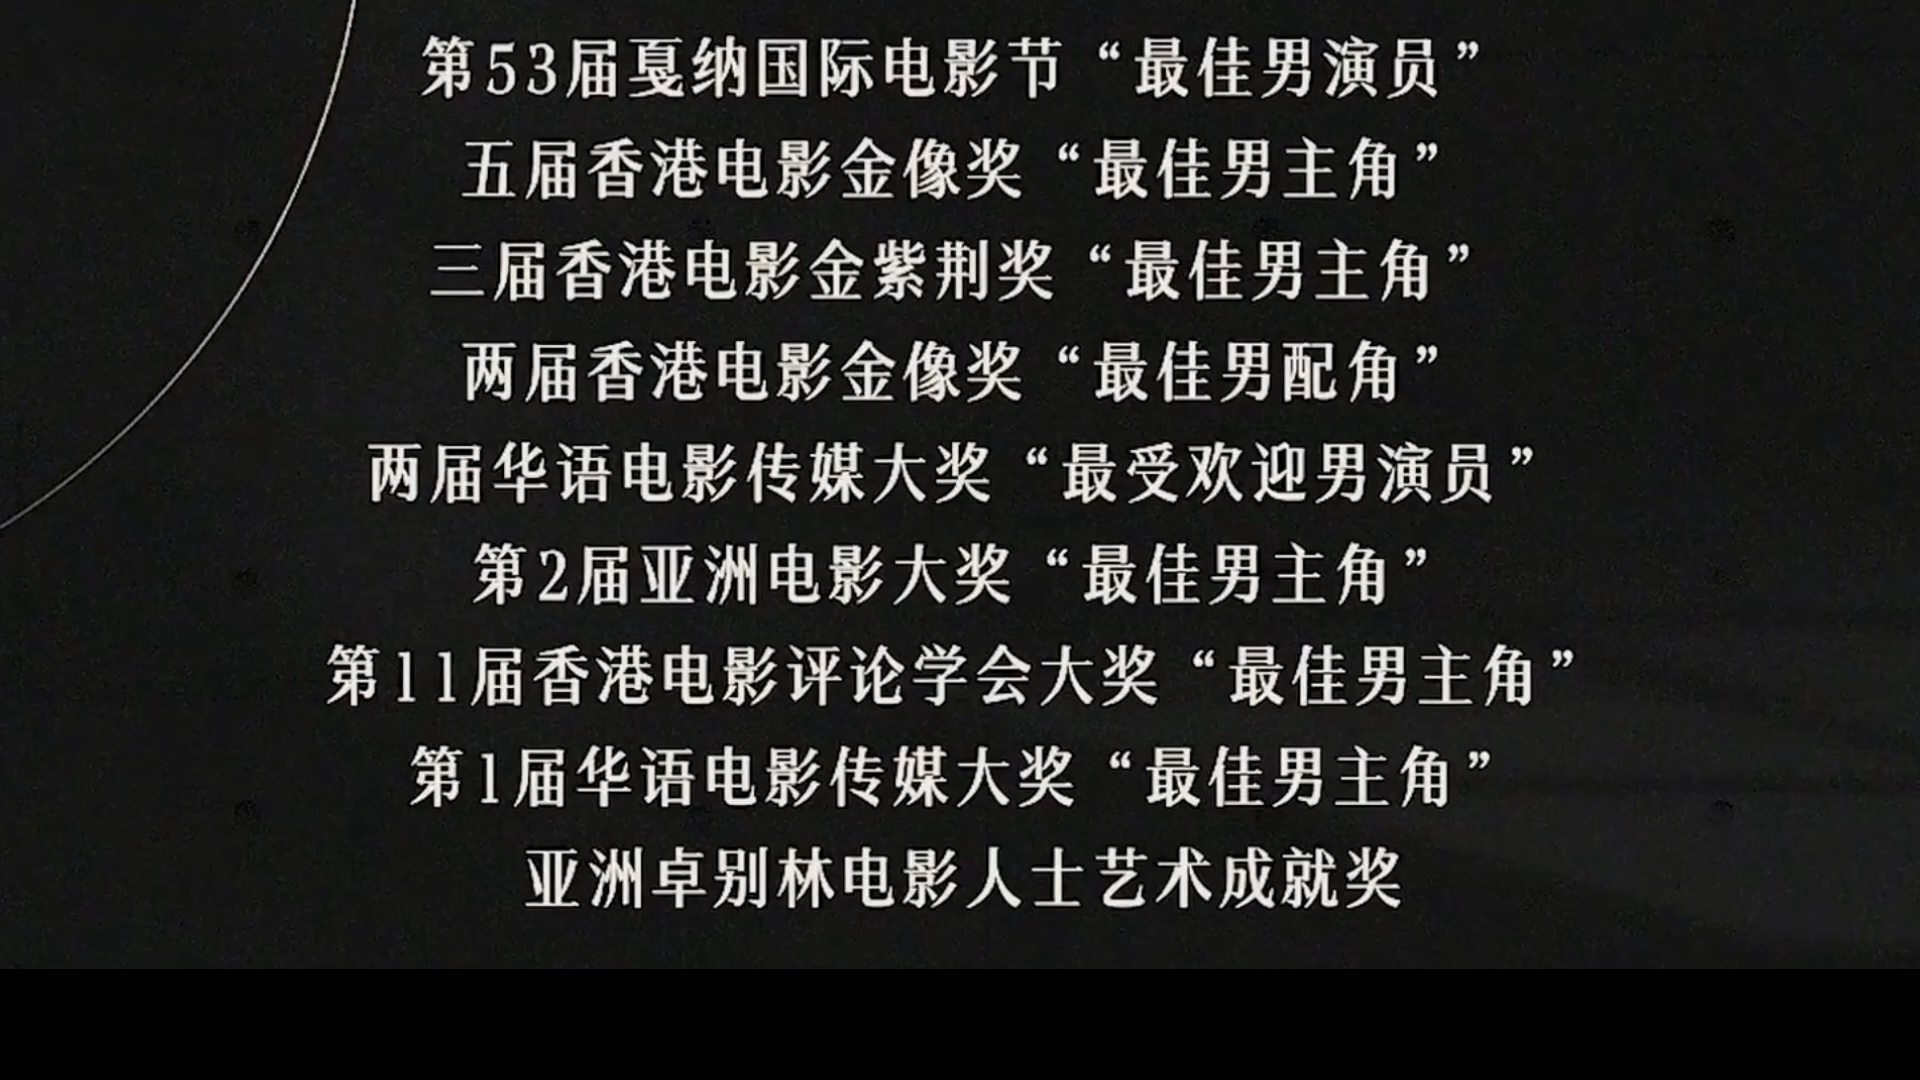 第53届戛纳国际电影节“最佳男演员”
五届香港电影金像奖“最佳男主角”
三届香港电影金紫荆奖“最佳男主角”
两届香港电影金像奖“最佳男配角”
两届华语电影传媒大奖“最受欢迎男演员”
第2届亚洲电影大奖“最佳男主角”
第11届香港电影评论学会大奖“最佳男主角”
第1届华语电影传媒大奖“最佳男主角”
亚洲卓别林电影人士艺术成就奖